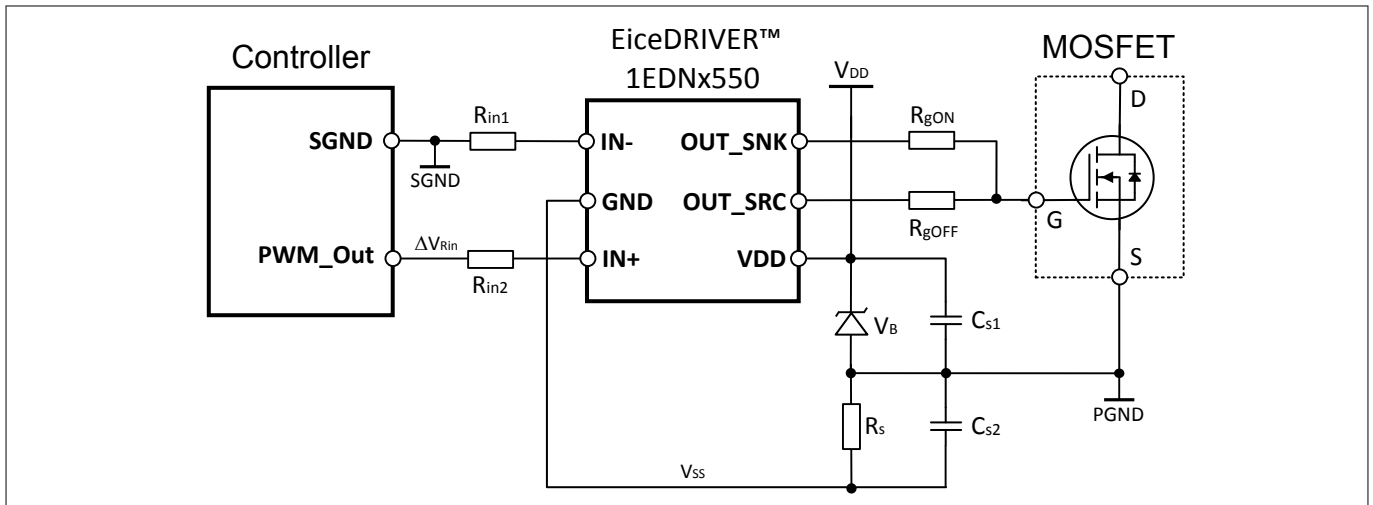 Controller
EiceDRIVER™
1EDNx550
MOSFET
SGND
PWM_Out
SGND
Rin1
ΔVRin
Rin2
IN-
GND
IN+
OUT_SNK
OUT_SRC
VDD
VDD
RgON
RgOFF
D
G
S
VB
Cs1
Rs
Cs2
VSS
PGND